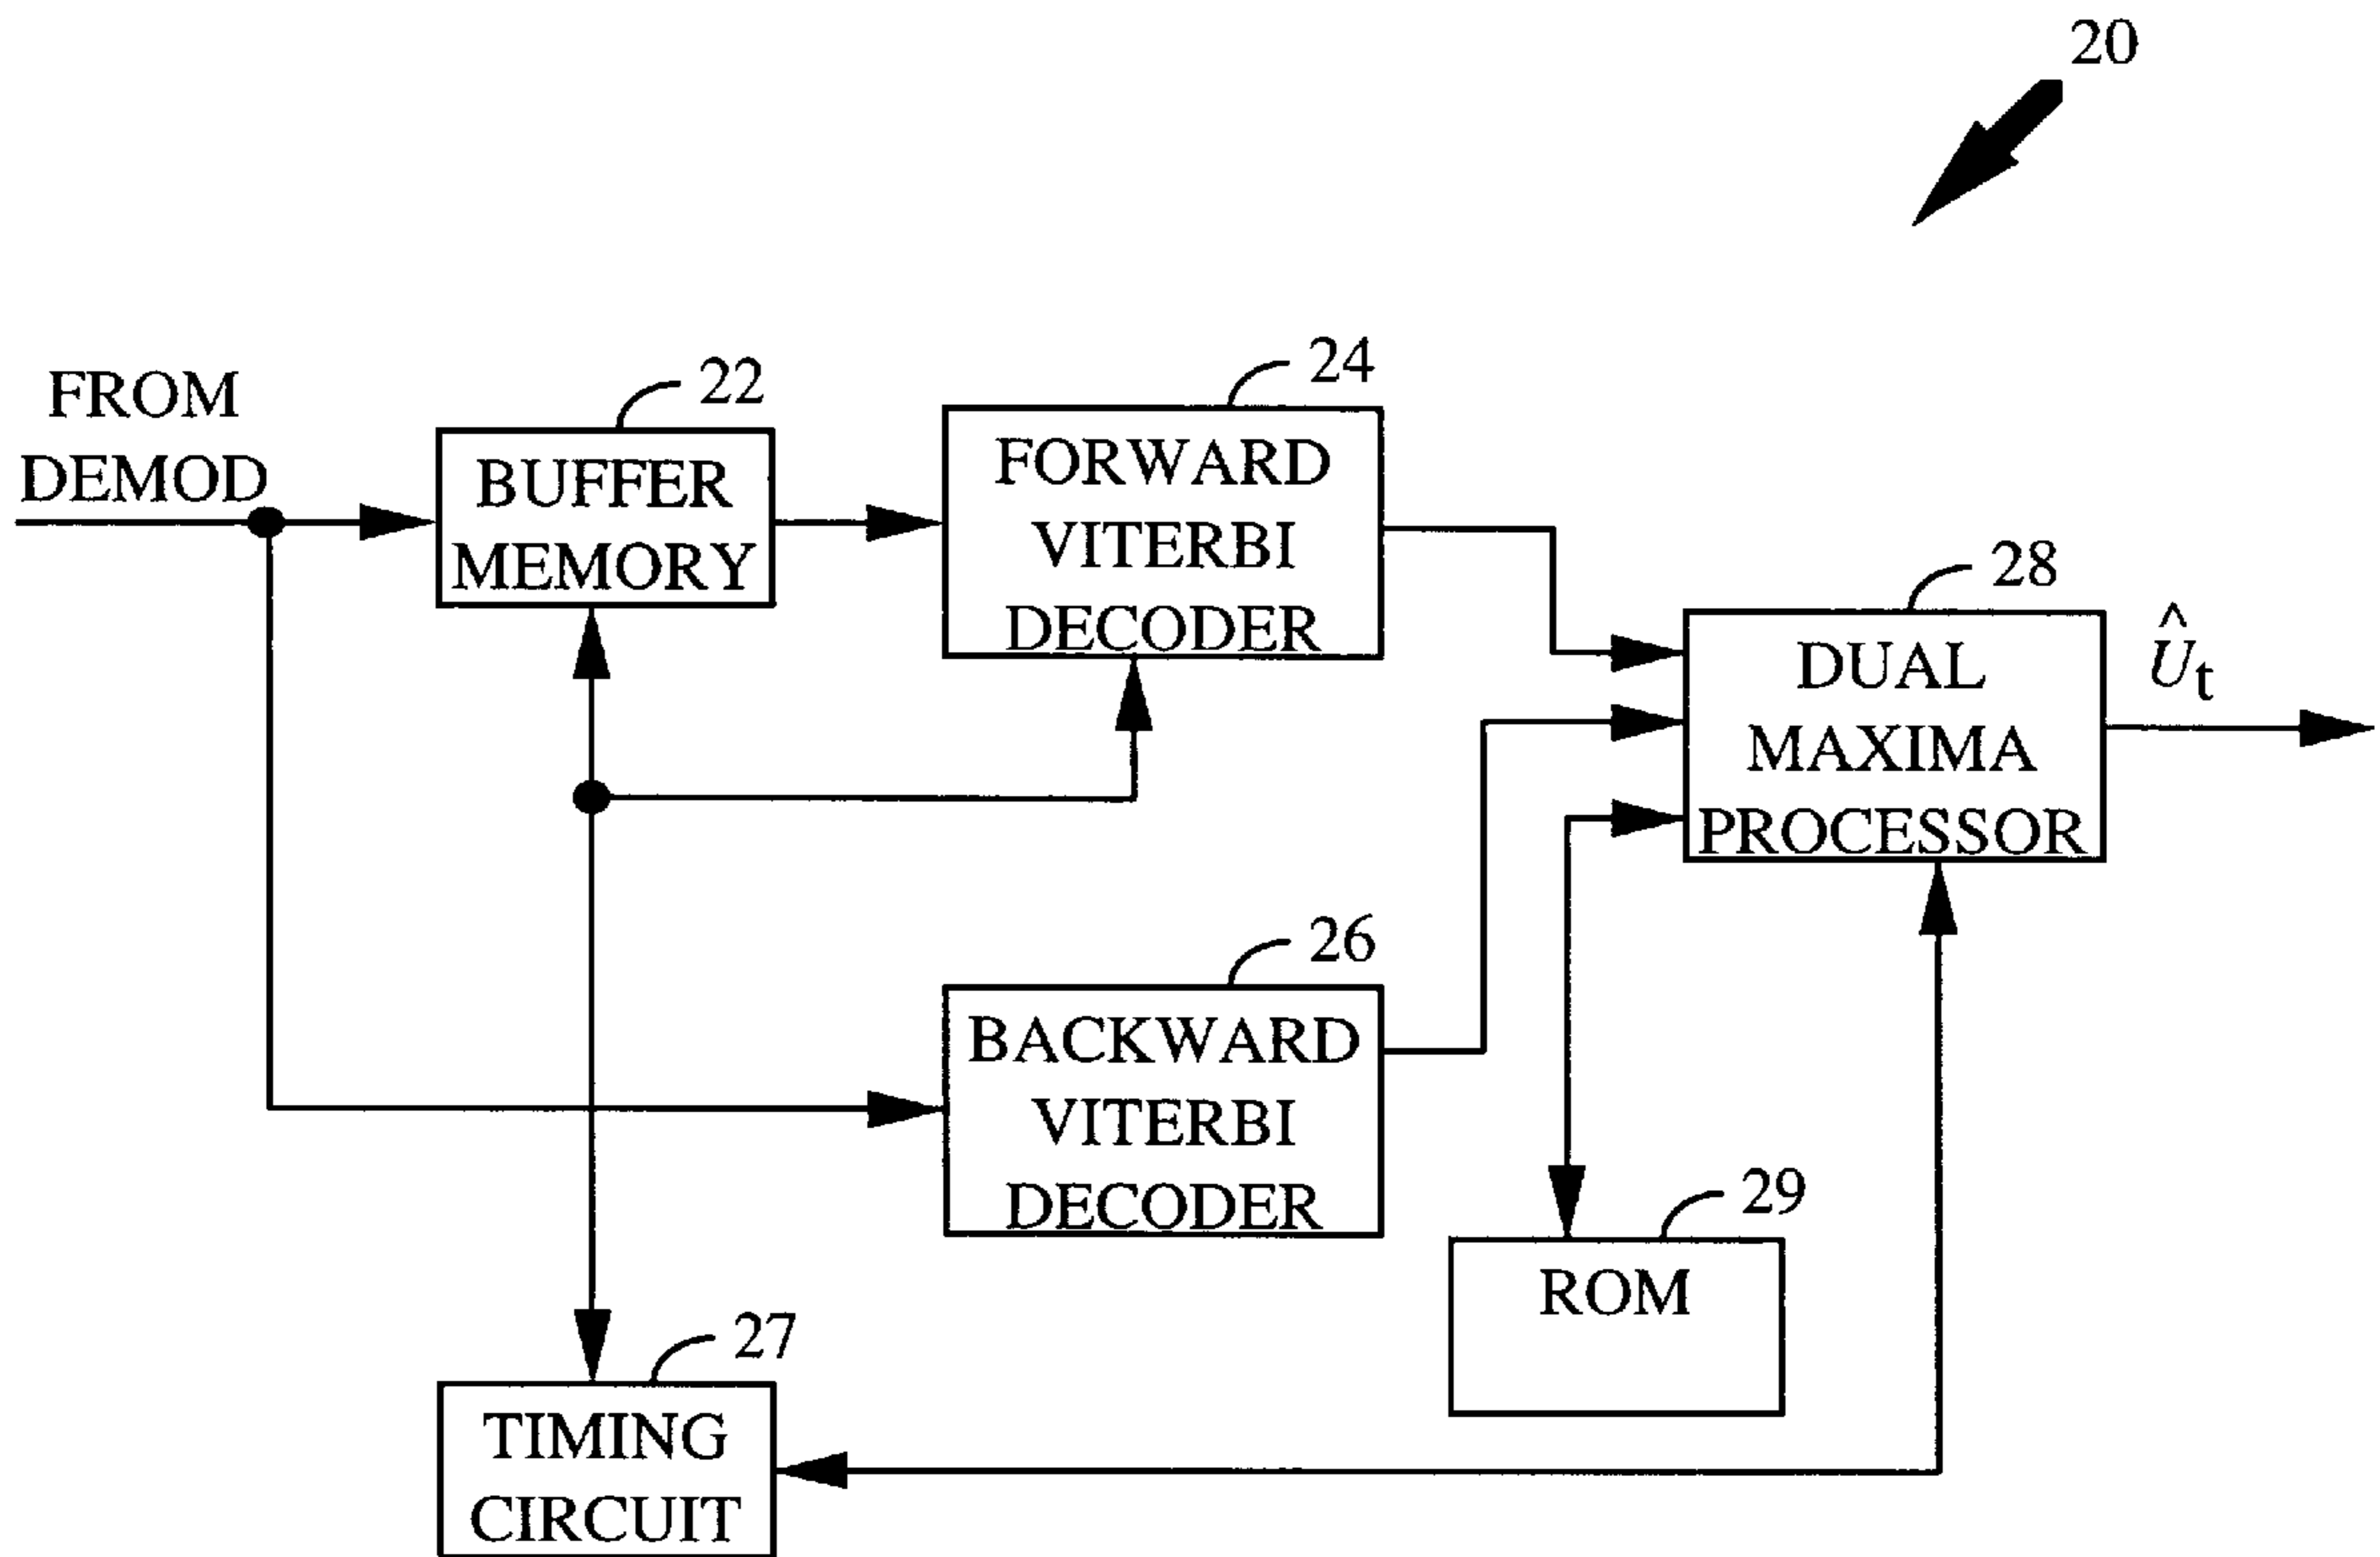 20
FROM
DEMOD
22
BUFFER
MEMORY
24
FORWARD
VITERBI
DECODER
28
DUAL
MAXIMA
PROCESSOR
Û_t
26
BACKWARD
VITERBI
DECODER
29
ROM
27
TIMING
CIRCUIT